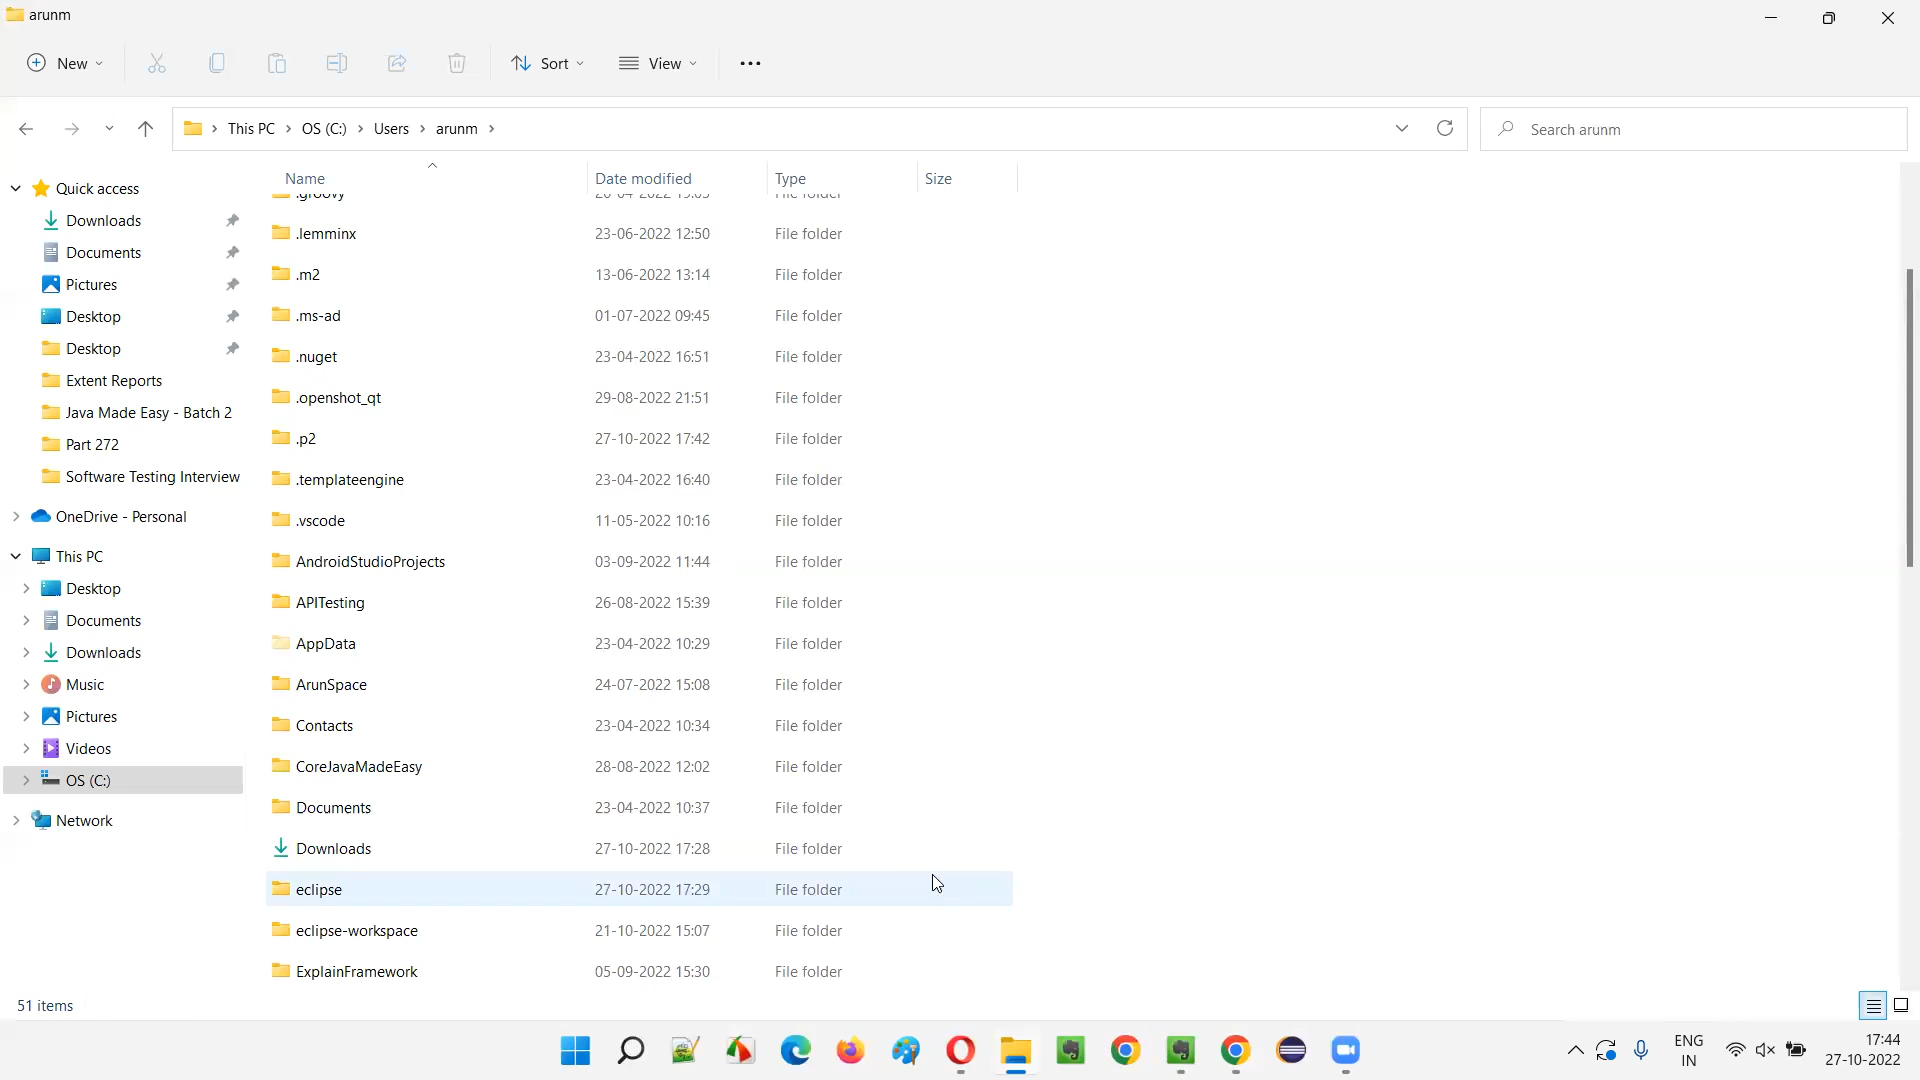 arunm
New
Sort
View
This PC
OS (C:)
Users
arunm
Search arunm
Name
Date modified
Type
Size
Quick access
Downloads
Documents
Pictures
Desktop
Desktop
Extent Reports
Java Made Easy - Batch 2
Part 272
Software Testing Interview
OneDrive - Personal
This PC
Desktop
Documents
Downloads
Music
Pictures
Videos
OS (C:)
Network
.groovy
.lemminx 23-06-2022 12:50 File folder
.m2 13-06-2022 13:14 File folder
.ms-ad 01-07-2022 09:45 File folder
.nuget 23-04-2022 16:51 File folder
.openshot_qt 29-08-2022 21:51 File folder
.p2 27-10-2022 17:42 File folder
.templateengine 23-04-2022 16:40 File folder
.vscode 11-05-2022 10:16 File folder
AndroidStudioProjects 03-09-2022 11:44 File folder
APITesting 26-08-2022 15:39 File folder
AppData 23-04-2022 10:29 File folder
ArunSpace 24-07-2022 15:08 File folder
Contacts 23-04-2022 10:34 File folder
CoreJavaMadeEasy 28-08-2022 12:02 File folder
Documents 23-04-2022 10:37 File folder
Downloads 27-10-2022 17:28 File folder
eclipse 27-10-2022 17:29 File folder
eclipse-workspace 21-10-2022 15:07 File folder
ExplainFramework 05-09-2022 15:30 File folder
51 items
ENG
IN
17:44
27-10-2022